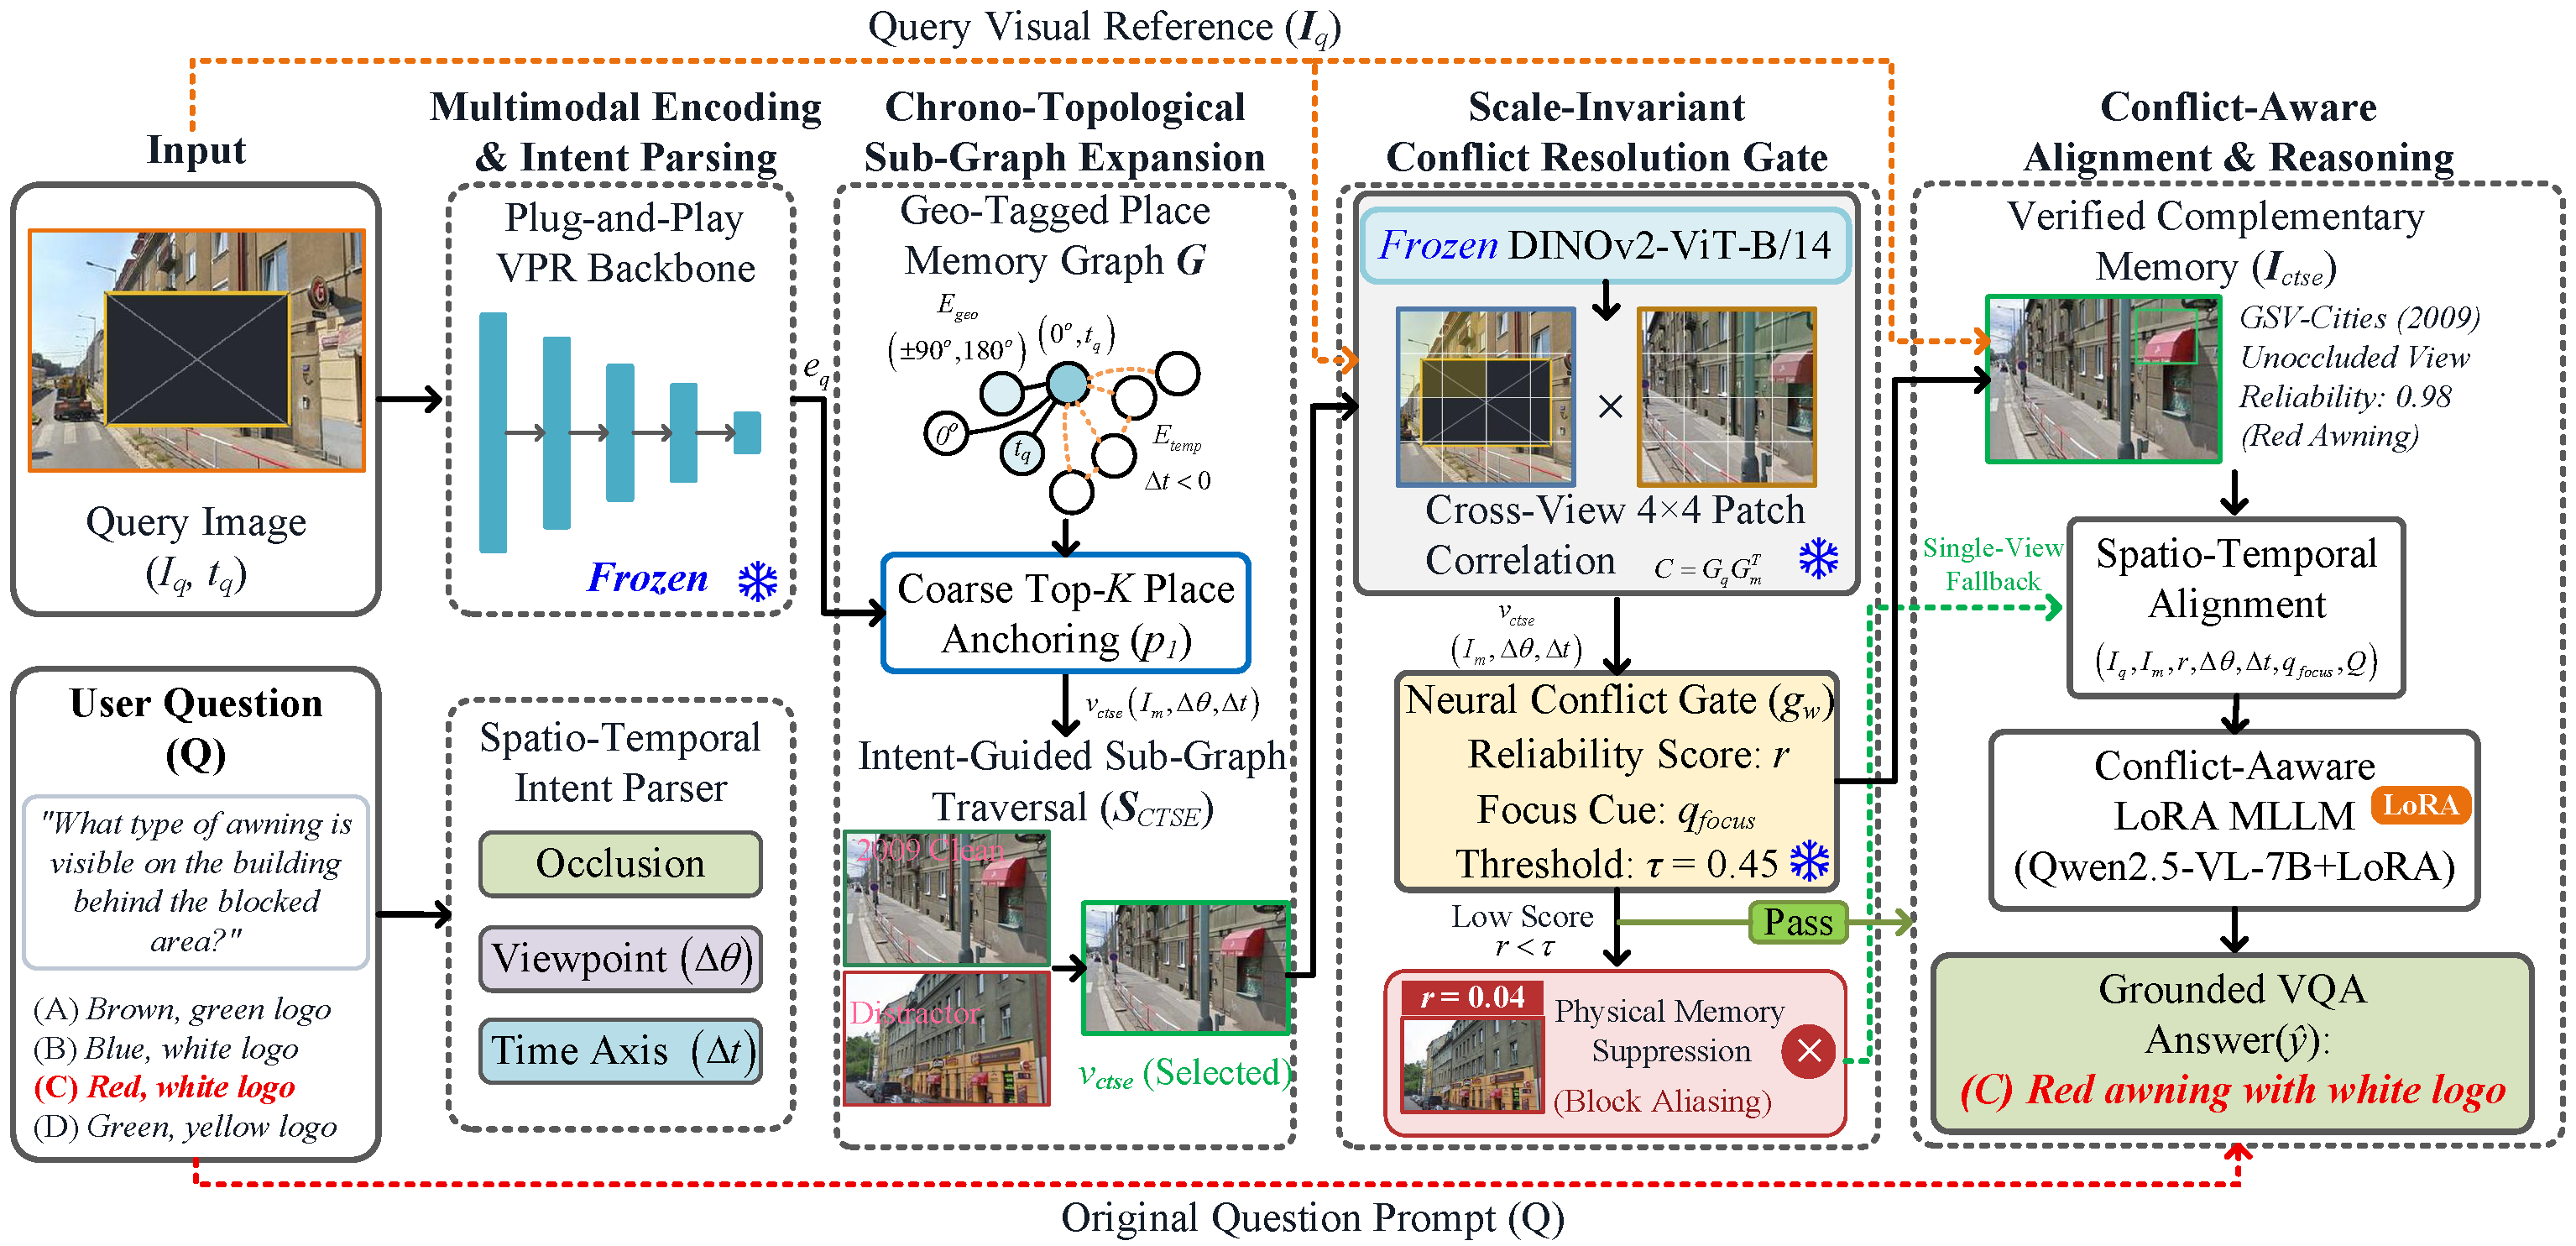 Query Visual Reference (I_q)
Input
Query Image
(I_q, t_q)
User Question
(Q)
"What type of awning is
visible on the building
behind the blocked
area?"
(A) Brown, green logo
(B) Blue, white logo
(C) Red, white logo
(D) Green, yellow logo
Multimodal Encoding
& Intent Parsing
Plug-and-Play
VPR Backbone
Frozen
e_q
Spatio-Temporal
Intent Parser
Occlusion
Viewpoint (Δθ)
Time Axis (Δt)
Chrono-Topological
Sub-Graph Expansion
Geo-Tagged Place
Memory Graph G
E_geo
(±90°,180°)
(0°,t_q)
0°
t_q
E_temp
Δt < 0
Coarse Top-K Place
Anchoring (p_1)
v_ctse (I_m, Δθ, Δt)
Intent-Guided Sub-Graph
Traversal (S_CTSE)
2009 Clean
Distractor
v_ctse (Selected)
Scale-Invariant
Conflict Resolution Gate
Frozen DINOv2-ViT-B/14
×
Cross-View 4×4 Patch
Correlation
C = G_q G_m^T
v_ctse
(I_m, Δθ, Δt)
Neural Conflict Gate (g_w)
Reliability Score: r
Focus Cue: q_focus
Threshold: τ = 0.45
Low Score
r < τ
Pass
r = 0.04
Physical Memory
Suppression
(Block Aliasing)
Conflict-Aware
Alignment & Reasoning
Verified Complementary
Memory (I_ctse)
GSV-Cities (2009)
Unoccluded View
Reliability: 0.98
(Red Awning)
Single-View
Fallback
Spatio-Temporal
Alignment
(I_q, I_m, r, Δθ, Δt, q_focus, Q)
Conflict-Aaware
LoRA MLLM
LoRA
(Qwen2.5-VL-7B+LoRA)
Grounded VQA
Answer(ŷ):
(C) Red awning with white logo
Original Question Prompt (Q)